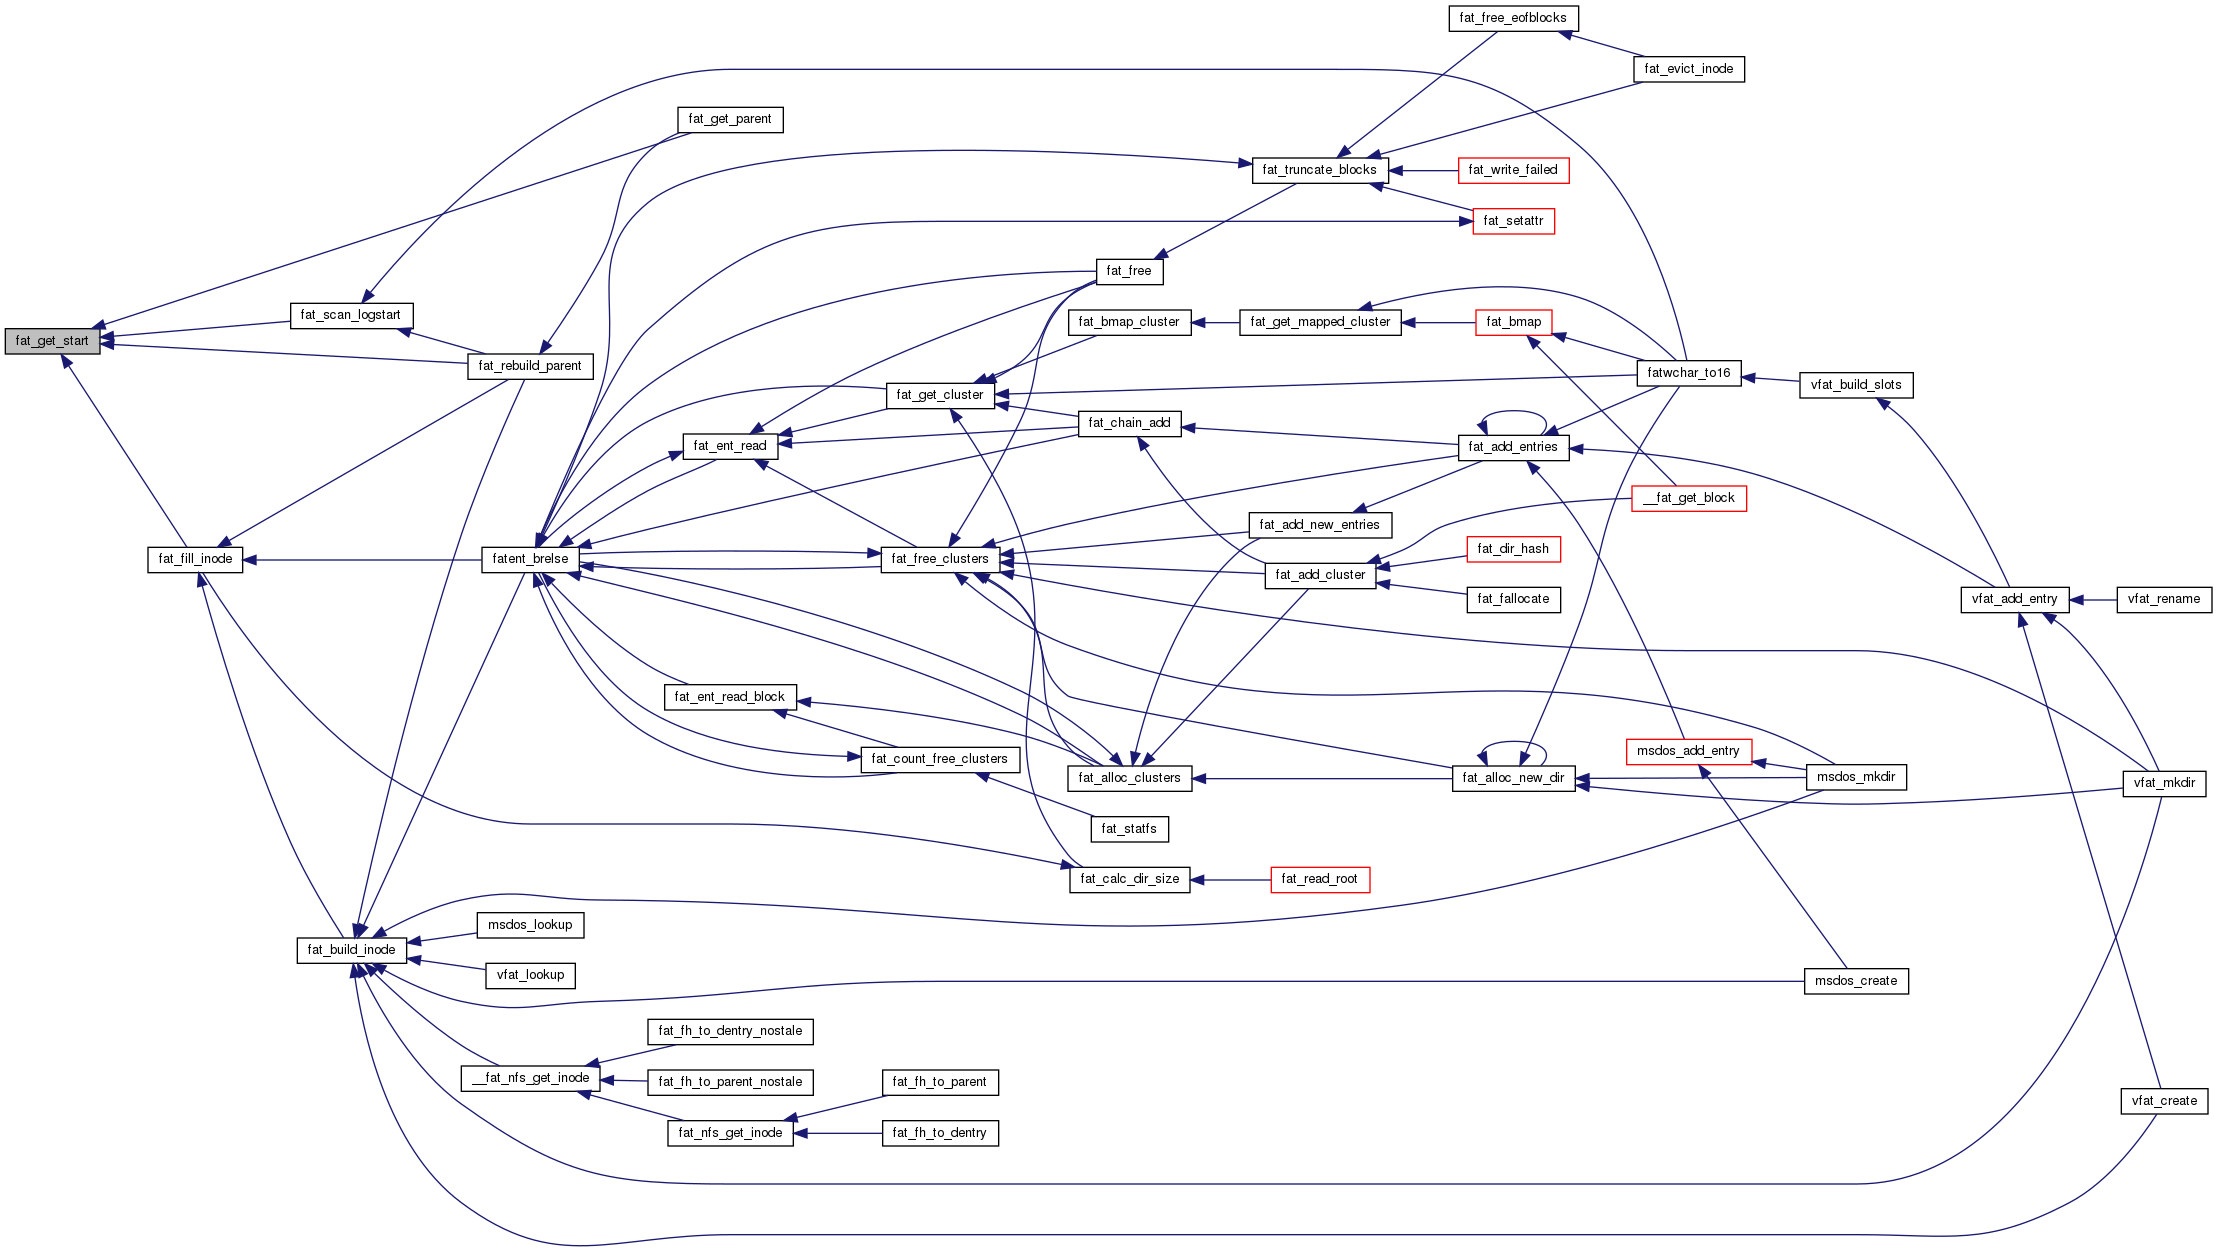 fat_free_eofblocks
fat_evict_inode
fat_get_parent
fat_truncate_blocks
fat_write_failed
fat_setattr
fat_free
fat_scan_logstart
fat_bmap_cluster
fat_get_mapped_cluster
fat_bmap
fat_get_start
fat_rebuild_parent
fatwchar_to16
vfat_build_slots
fat_get_cluster
fat_chain_add
fat_ent_read
fat_add_entries
__fat_get_block
fat_add_new_entries
fat_fill_inode
fatent_brelse
fat_free_clusters
fat_dir_hash
fat_add_cluster
fat_fallocate
vfat_add_entry
vfat_rename
fat_ent_read_block
fat_count_free_clusters
msdos_add_entry
fat_alloc_clusters
fat_alloc_new_dir
msdos_mkdir
vfat_mkdir
fat_statfs
fat_calc_dir_size
fat_read_root
msdos_lookup
fat_build_inode
vfat_lookup
msdos_create
fat_fh_to_dentry_nostale
__fat_nfs_get_inode
fat_fh_to_parent_nostale
fat_fh_to_parent
vfat_create
fat_nfs_get_inode
fat_fh_to_dentry